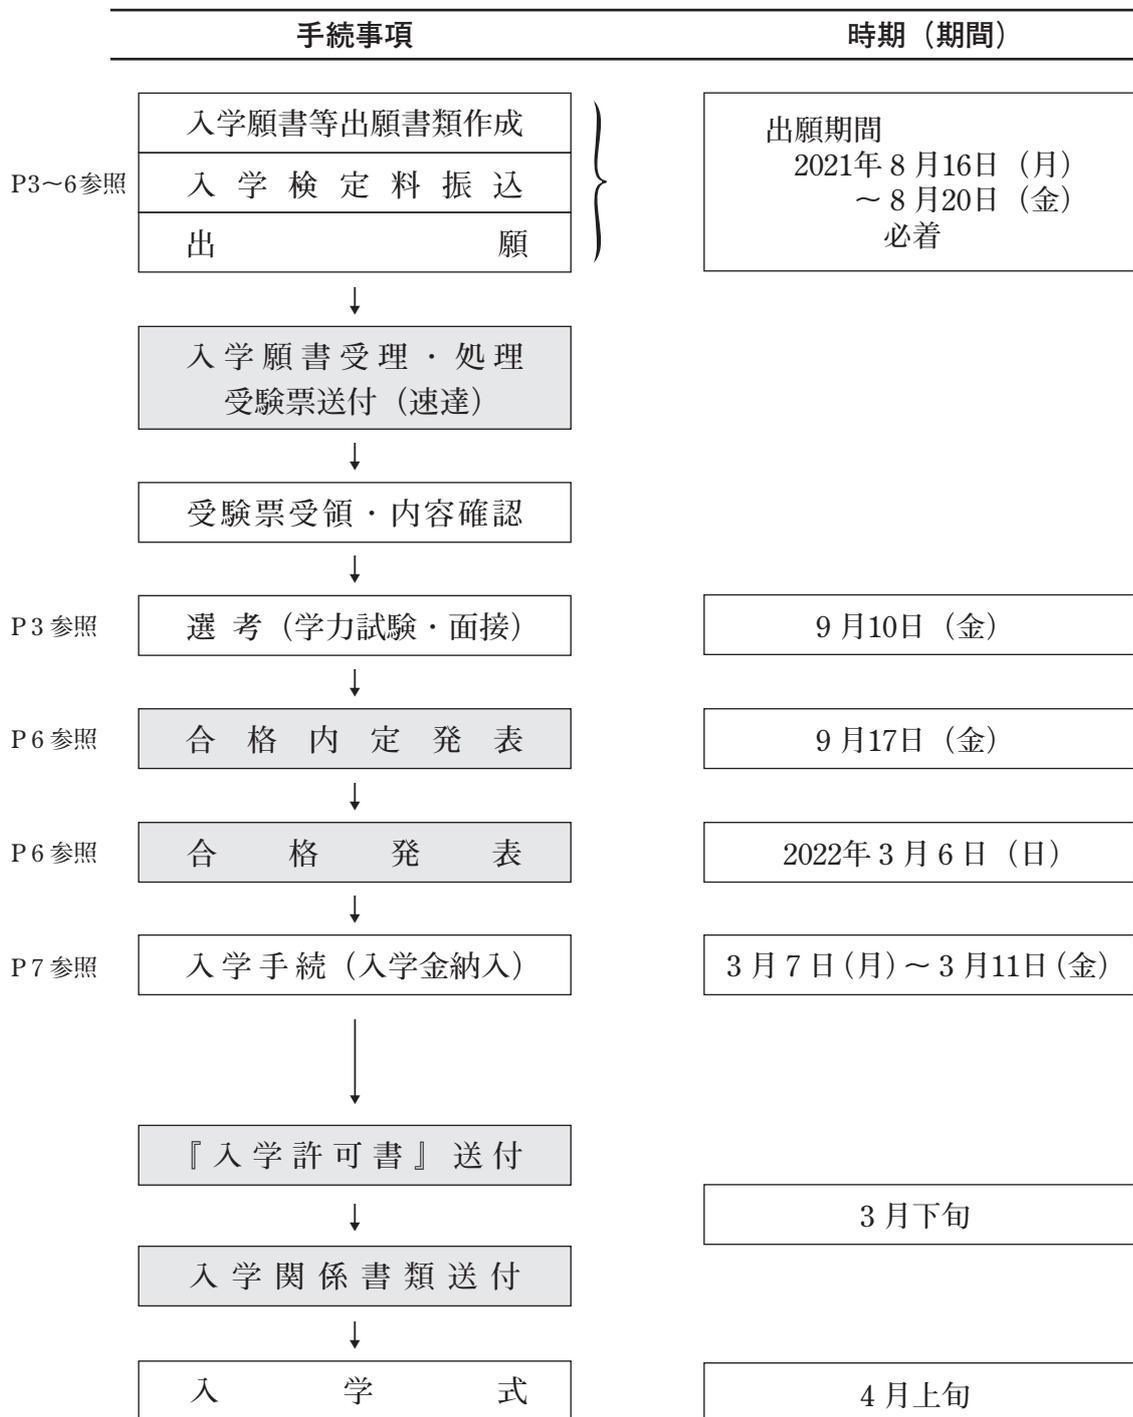 手続事項 時期（期間）
入学願書等出願書類作成
P3～6参照 入学検定料振込
出願
出願期間
2021年８月16日（月）
～８月20日（金）
必着
入学願書受理・処理
受験票送付（速達）
受験票受領・内容確認
P３参照 選考（学力試験・面接） ９月10日（金）
P６参照 合格内定発表 ９月17日（金）
P６参照 合格発表 2022年３月６日（日）
P７参照 入学手続（入学金納入） ３月７日（月）～３月11日（金）
『入学許可書』送付
３月下旬
入学関係書類送付
入学式 ４月上旬